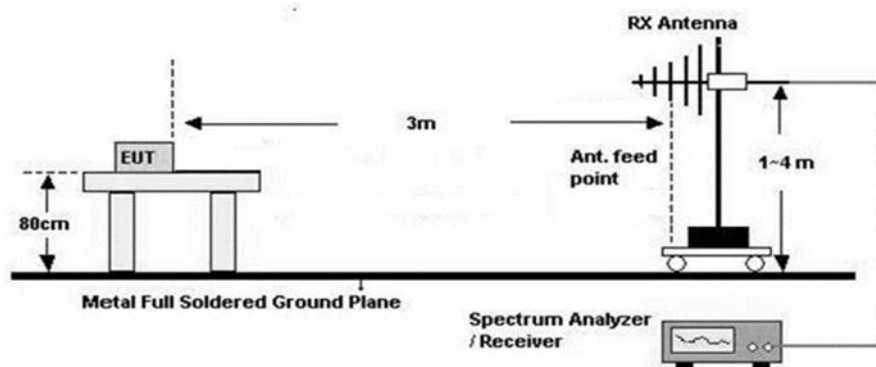 RX Antenna
3m
EUT
Ant. feed
point
1~4 m
80cm
Metal Full Soldered Ground Plane
Spectrum Analyzer
/ Receiver